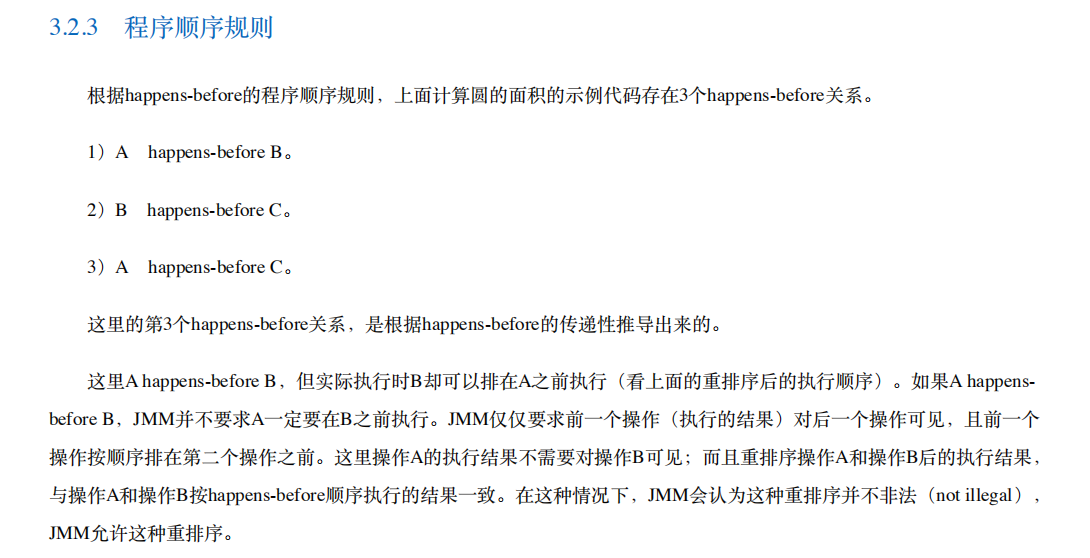 3.2.3 程序顺序规则
根据happens-before的程序顺序规则，上面计算圆的面积的示例代码存在3个happens-before关系。
1）A happens-before B。
2）B happens-before C。
3）A happens-before C。
这里的第3个happens-before关系，是根据happens-before的传递性推导出来的。
这里A happens-before B，但实际执行时B却可以排在A之前执行（看上面的重排序后的执行顺序）。如果A happens-
before B，JMM并不要求A一定要在B之前执行。JMM仅仅要求前一个操作（执行的结果）对后一个操作可见，且前一个
操作按顺序排在第二个操作之前。这里操作A的执行结果不需要对操作B可见；而且重排序操作A和操作B后的执行结果，
与操作A和操作B按happens-before顺序执行的结果一致。在这种情况下，JMM会认为这种重排序并不非法（not illegal），
JMM允许这种重排序。